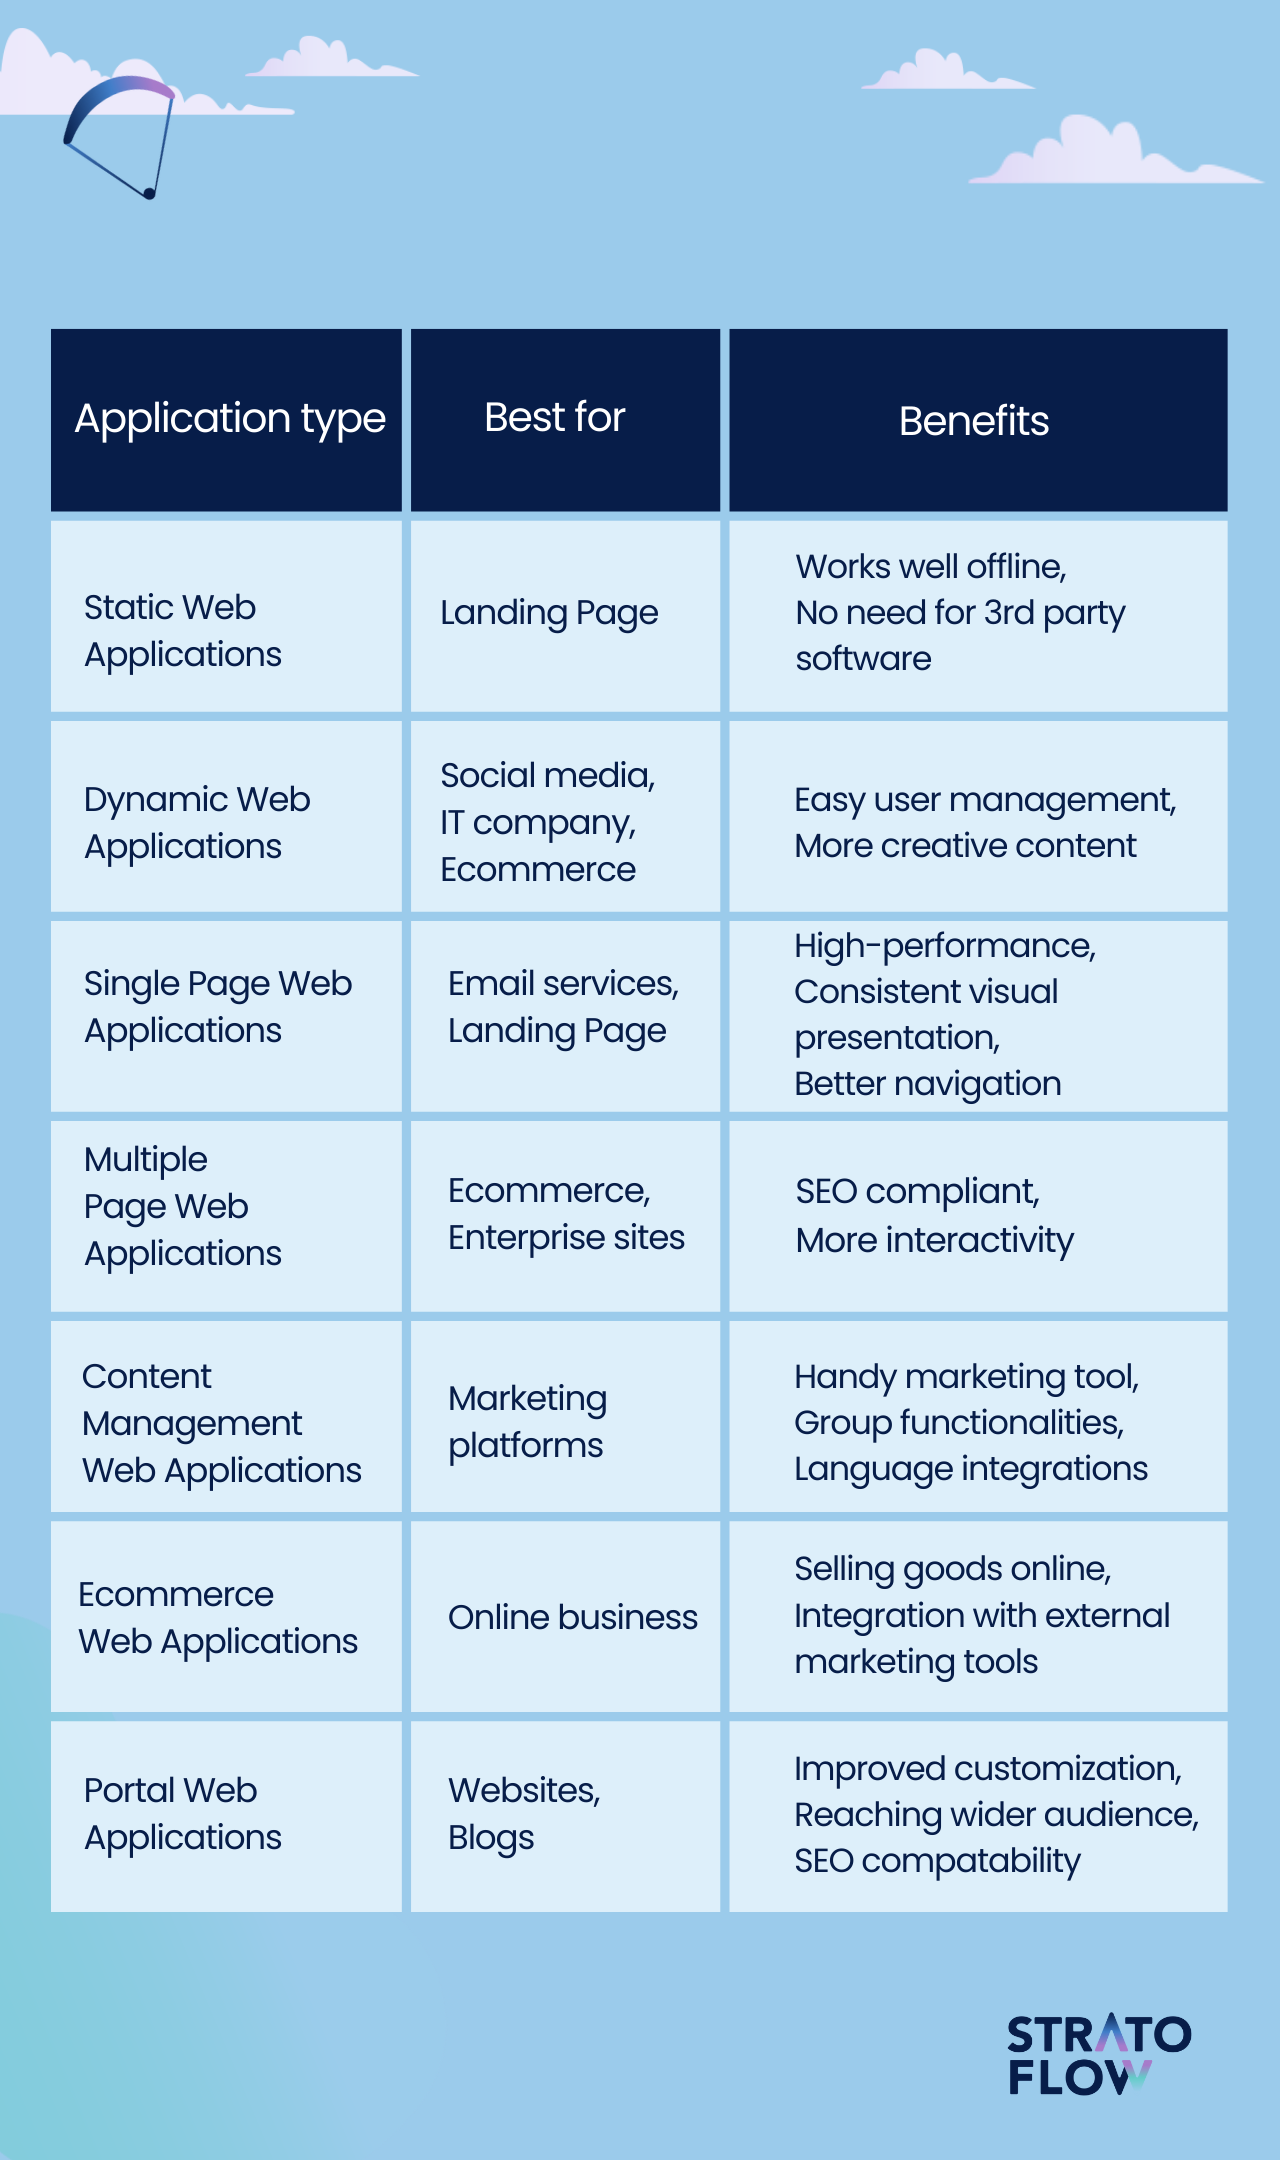 Application type
Best for
Benefits
Static Web
Applications
Landing Page
Works well offline,
No need for 3rd party
software
Dynamic Web
Applications
Social media,
IT company,
Ecommerce
Easy user management,
More creative content
Single Page Web
Applications
Email services,
Landing Page
High-performance,
Consistent visual
presentation,
Better navigation
Multiple
Page Web
Applications
Ecommerce,
Enterprise sites
SEO compliant,
More interactivity
Content
Management
Web Applications
Marketing
platforms
Handy marketing tool,
Group functionalities,
Language integrations
Ecommerce
Web Applications
Online business
Selling goods online,
Integration with external
marketing tools
Portal Web
Applications
Websites,
Blogs
Improved customization,
Reaching wider audience,
SEO compatability
STRATO
FLOW